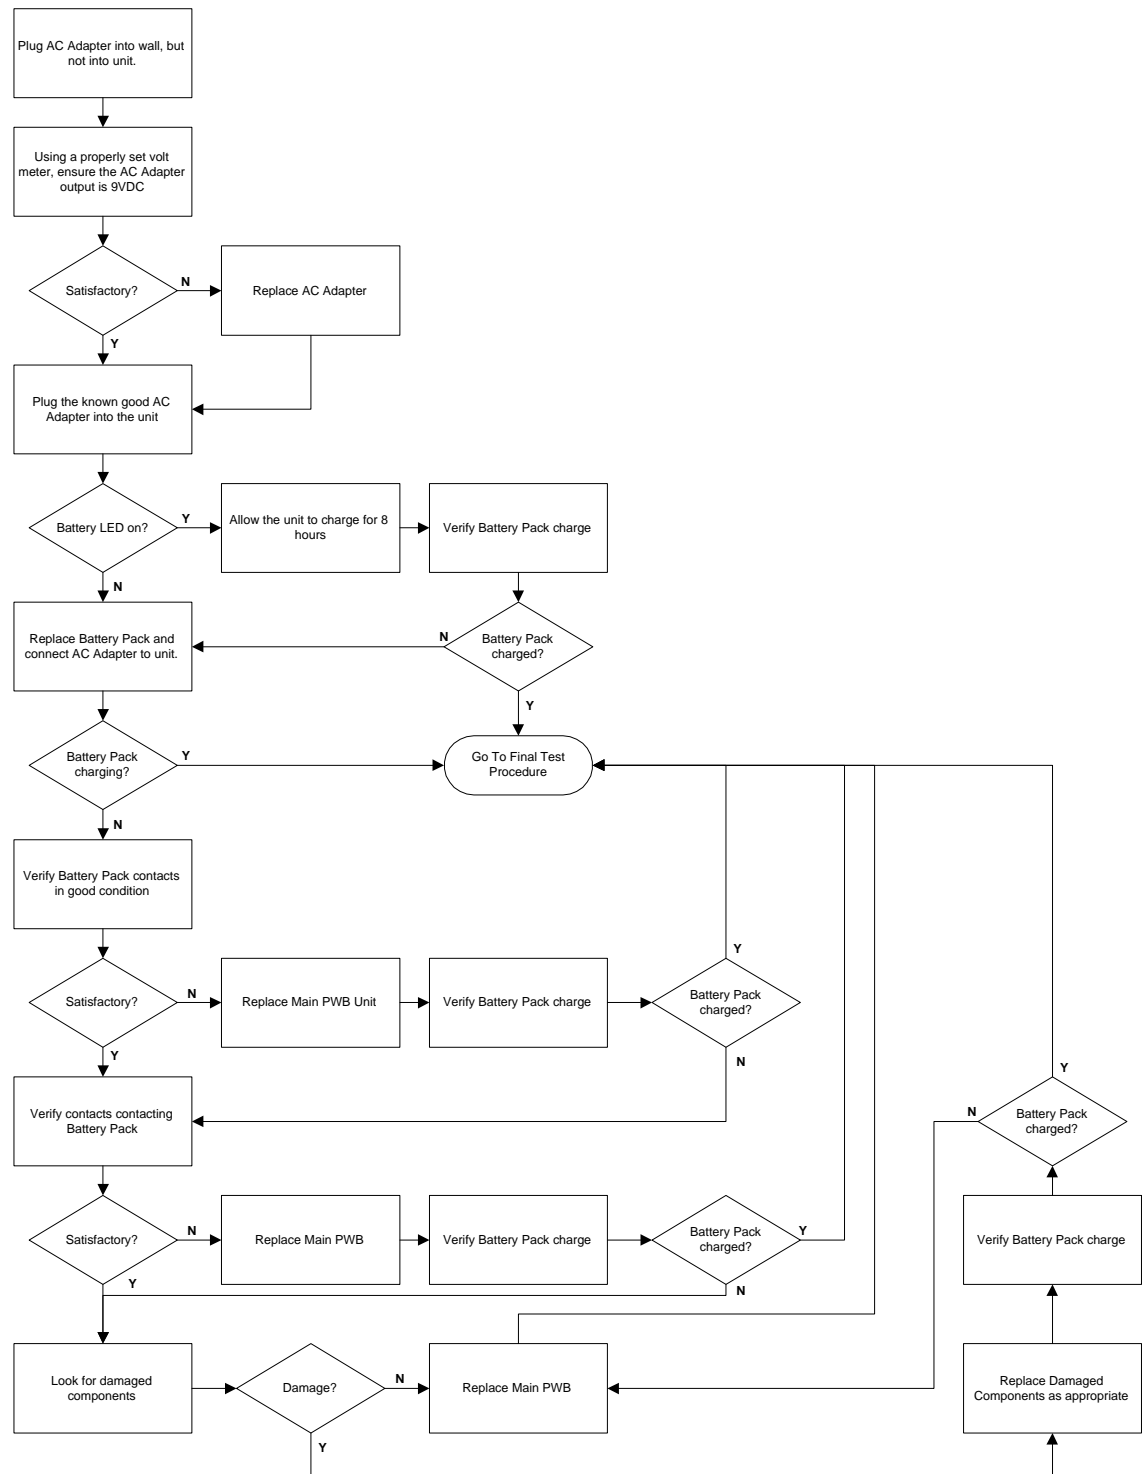 Plug AC Adapter into wall, but
not into unit.
Using a properly set volt
meter, ensure the AC Adapter
output is 9VDC
Satisfactory?
N
Replace AC Adapter
Y
Plug the known good AC
Adapter into the unit
Battery LED on?
Y
Allow the unit to charge for 8
hours
Verify Battery Pack charge
N
Replace Battery Pack and
connect AC Adapter to unit.
N
Battery Pack
charged?
Y
Battery Pack
charging?
Y
Go To Final Test
Procedure
N
Verify Battery Pack contacts
in good condition
Satisfactory?
N
Replace Main PWB Unit
Verify Battery Pack charge
Y
Battery Pack
charged?
N
Y
Verify contacts contacting
Battery Pack
Y
N
Battery Pack
charged?
Satisfactory?
N
Replace Main PWB
Verify Battery Pack charge
Battery Pack
charged?
Y
N
Y
Verify Battery Pack charge
Look for damaged
components
Damage?
N
Replace Main PWB
Replace Damaged
Components as appropriate
Y